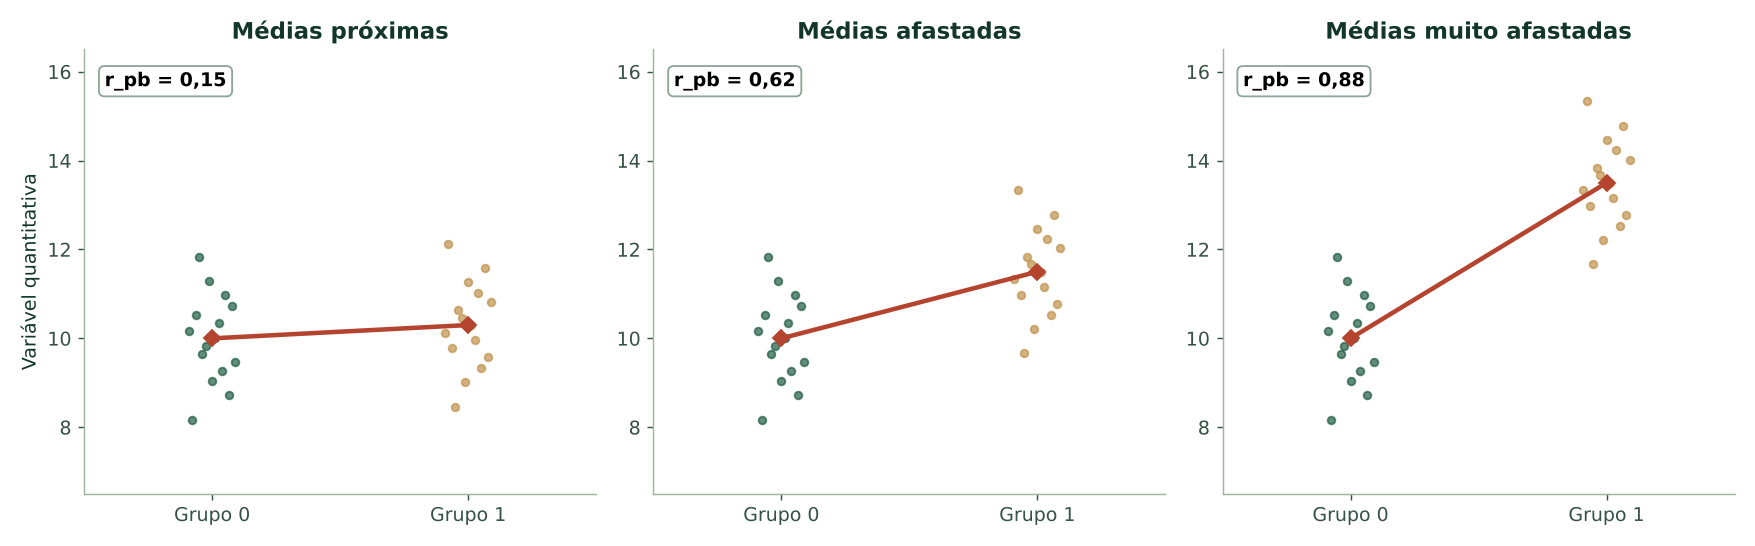 Médias próximas
r_pb = 0,15
Variável quantitativa
16
14
12
10
8
Grupo 0
Grupo 1
Médias afastadas
r_pb = 0,62
16
14
12
10
8
Grupo 0
Grupo 1
Médias muito afastadas
r_pb = 0,88
16
14
12
10
8
Grupo 0
Grupo 1